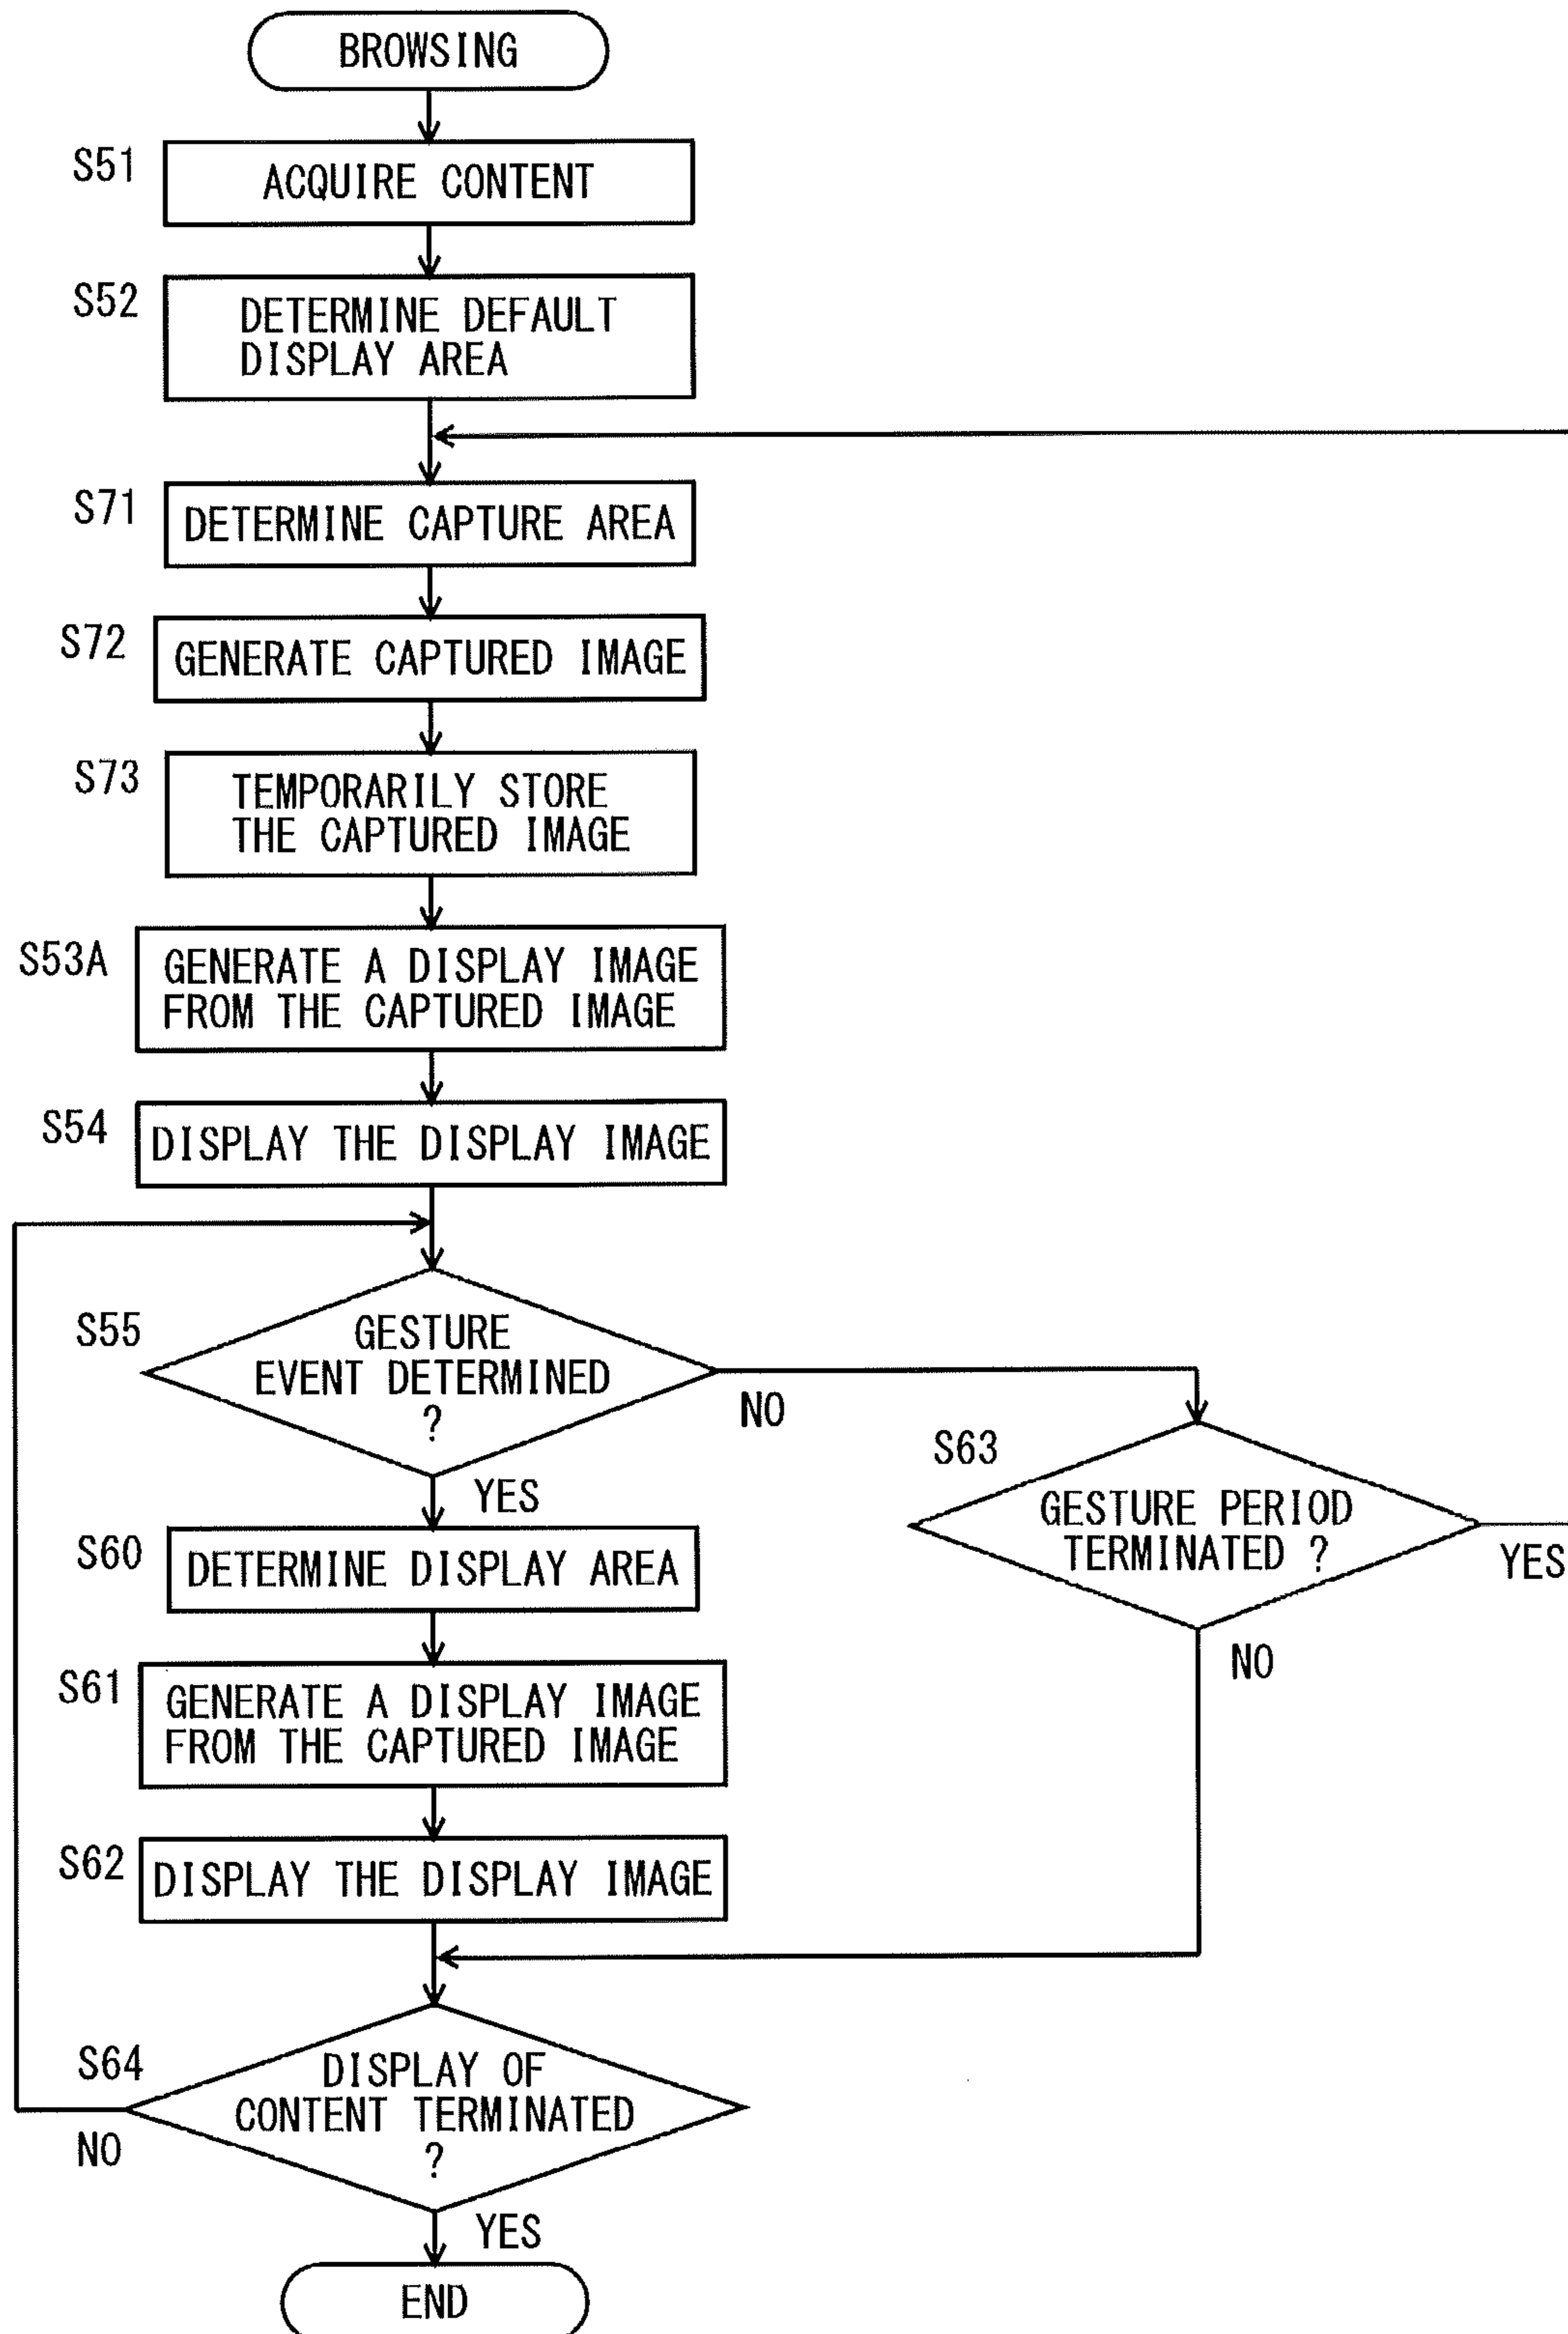 BROWSING
S51
ACQUIRE CONTENT
S52
DETERMINE DEFAULT
DISPLAY AREA
S71
DETERMINE CAPTURE AREA
S72
GENERATE CAPTURED IMAGE
S73
TEMPORARILY STORE
THE CAPTURED IMAGE
S53A
GENERATE A DISPLAY IMAGE
FROM THE CAPTURED IMAGE
S54
DISPLAY THE DISPLAY IMAGE
S55
GESTURE
EVENT DETERMINED
?
NO
YES
S63
GESTURE PERIOD
TERMINATED ?
YES
NO
S60
DETERMINE DISPLAY AREA
S61
GENERATE A DISPLAY IMAGE
FROM THE CAPTURED IMAGE
S62
DISPLAY THE DISPLAY IMAGE
S64
DISPLAY OF
CONTENT TERMINATED
?
NO
YES
END